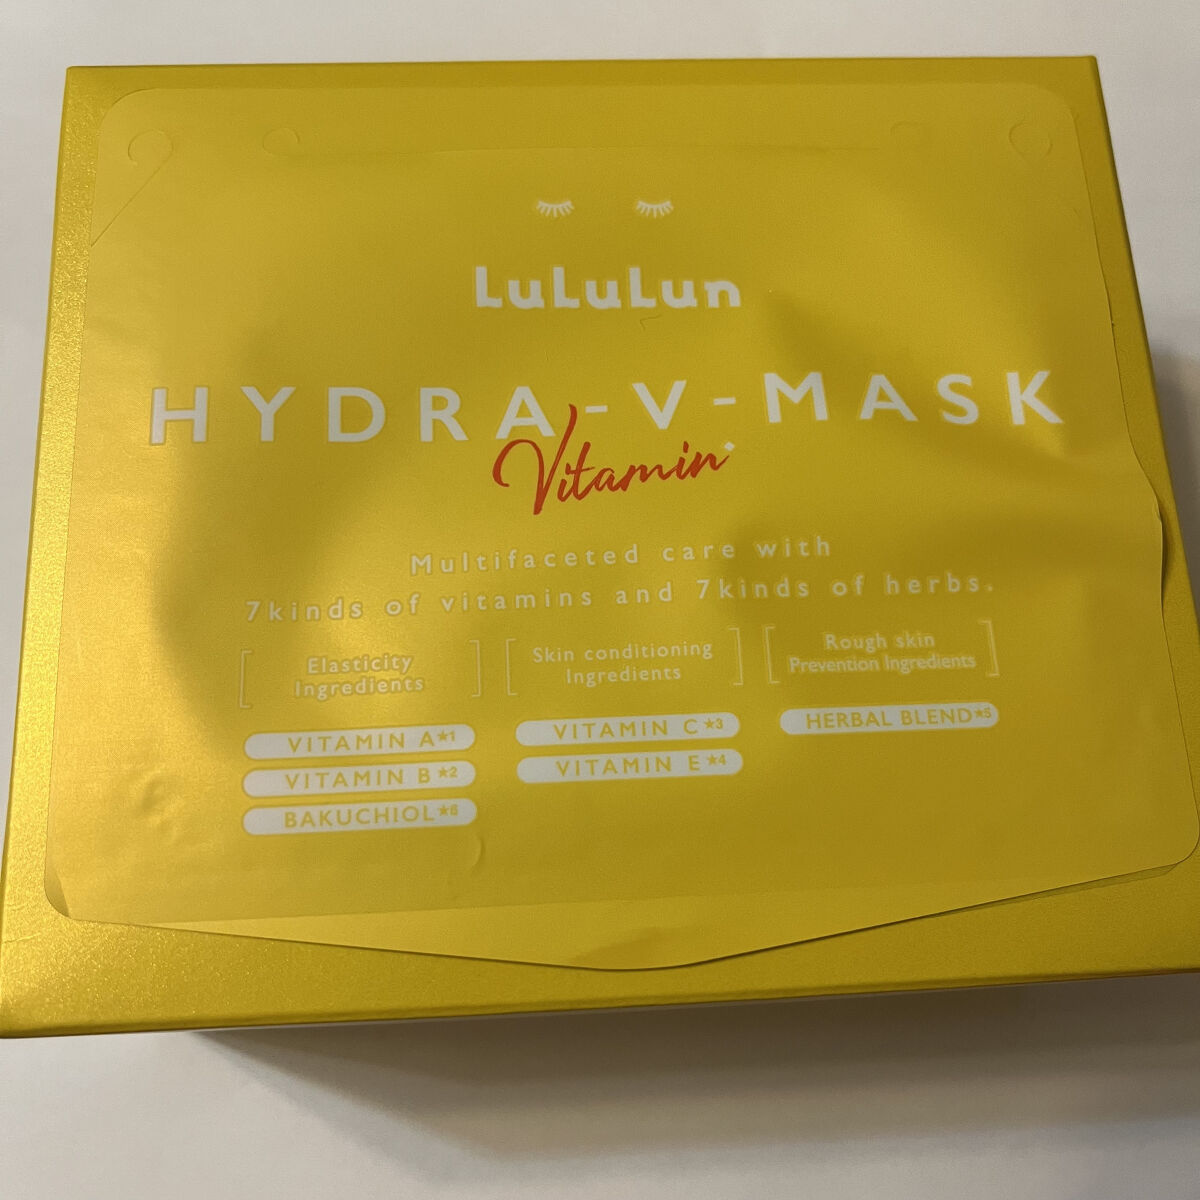 LuLuLun
HYDRA-V-MASK
Vitamin
Multifaceted care with
7kinds of vitamins and 7kinds of herbs.
Elasticity
Ingredients
VITAMIN A★1
VITAMIN B★2
BAKUCHIOL★6
Skin conditioning
Ingredients
VITAMIN C★3
VITAMIN E★4
Rough skin
Prevention Ingredients
HERBAL BLEND★5